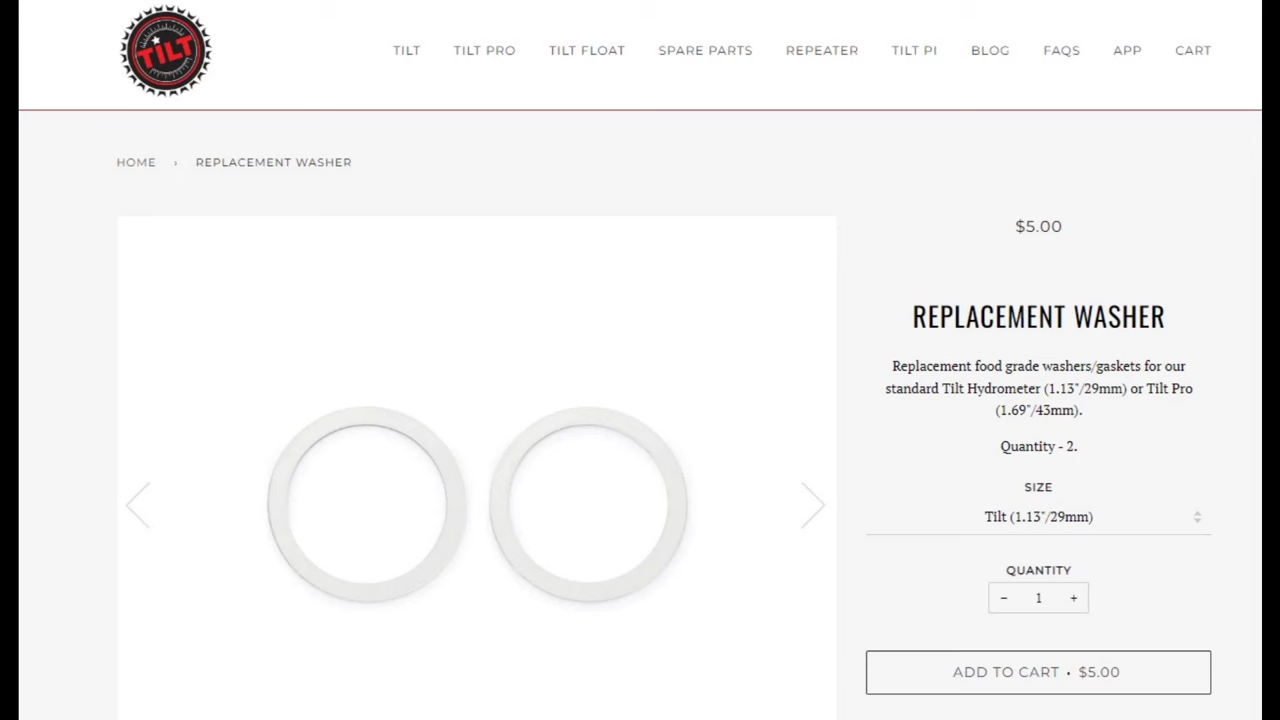 TILT
TILT TILT PRO TILT FLOAT SPARE PARTS REPEATER TILT PI BLOG FAQS APP CART
HOME › REPLACEMENT WASHER
$5.00
REPLACEMENT WASHER
Replacement food grade washers/gaskets for our
standard Tilt Hydrometer (1.13"/29mm) or Tilt Pro
(1.69"/43mm).
Quantity - 2.
SIZE
Tilt (1.13"/29mm)
QUANTITY
− 1 +
ADD TO CART • $5.00